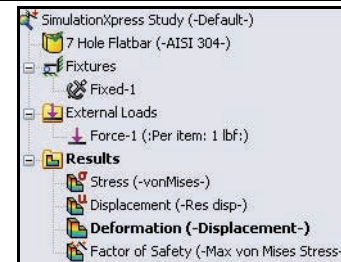 SimulationXpress Study (-Default-)
7 Hole Flatbar (-AISI 304-)
Fixtures
Fixed-1
External Loads
Force-1 (:Per item: 1 lbf:)
Results
Stress (-vonMises-)
Displacement (-Res disp-)
Deformation (-Displacement-)
Factor of Safety (-Max von Mises Stress-